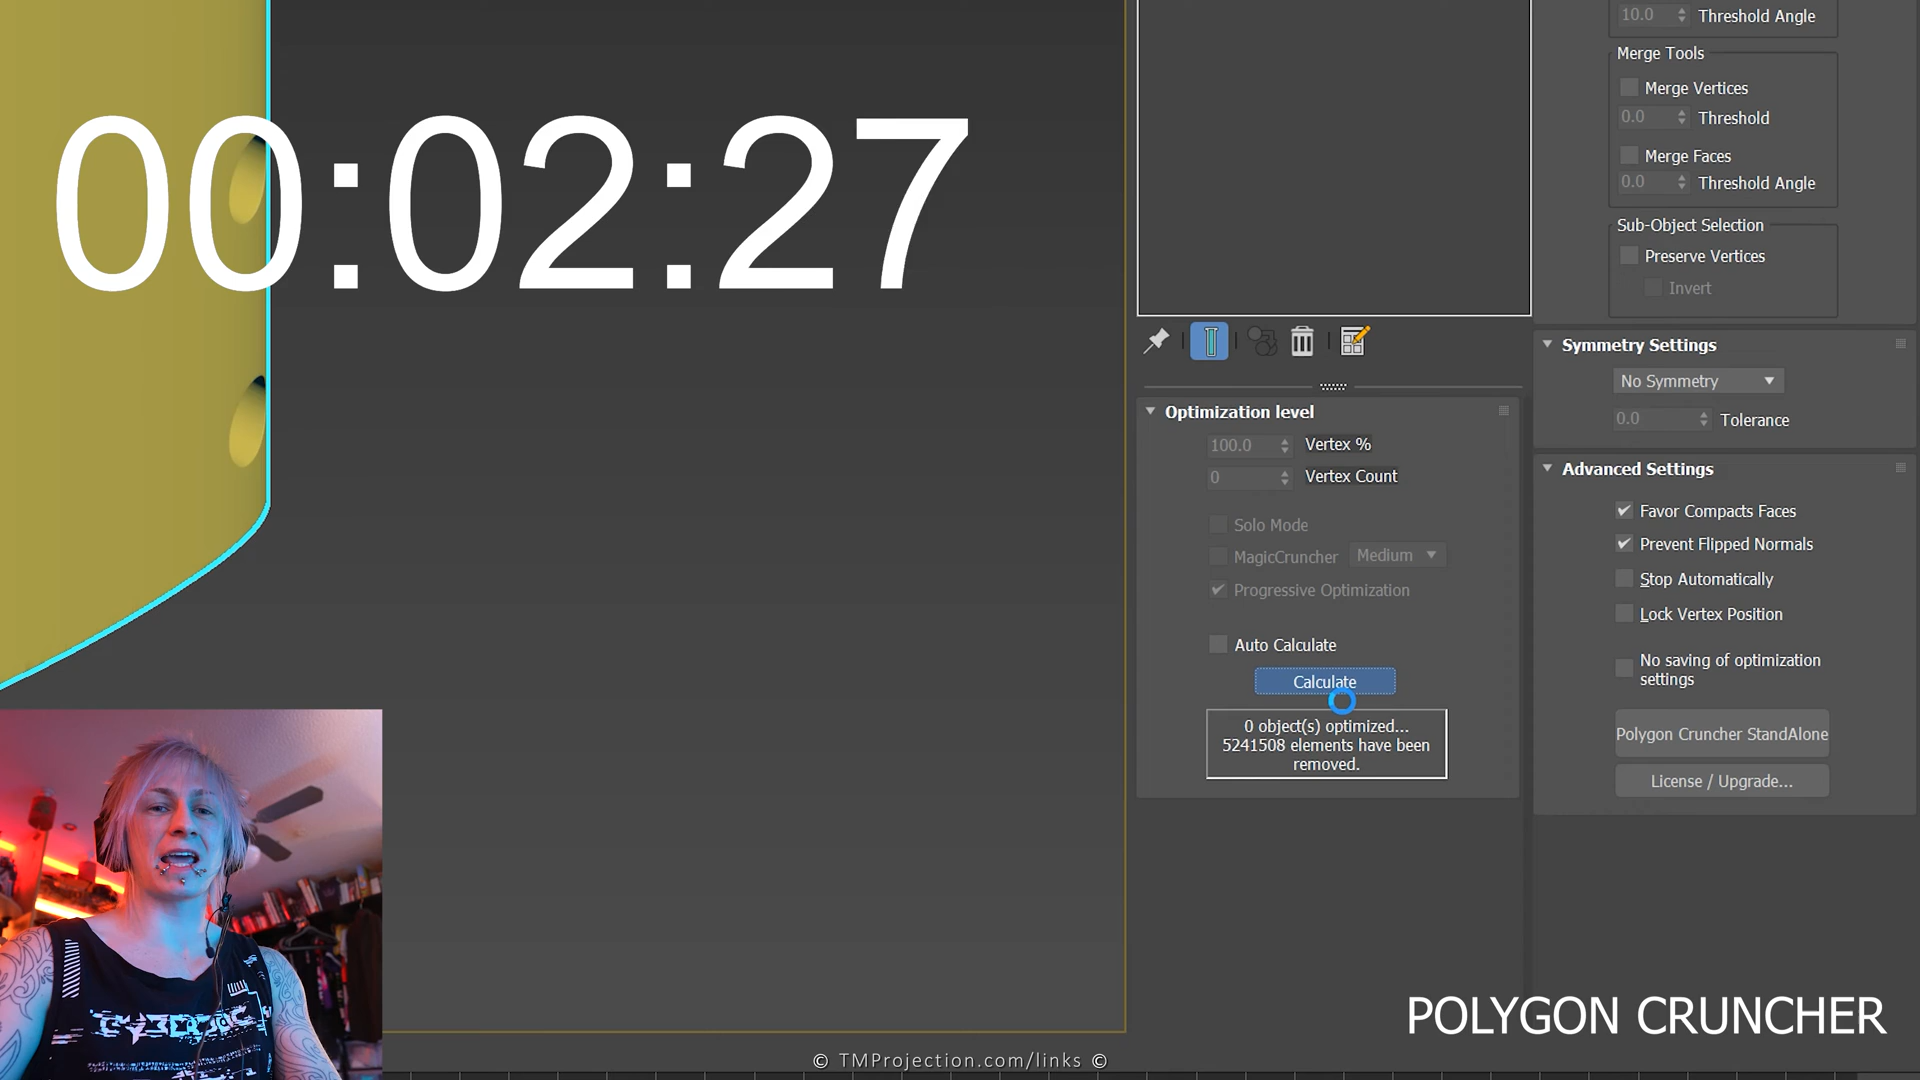 00:02:27
10.0 Threshold Angle
Merge Tools
Merge Vertices
0.0 Threshold
Merge Faces
0.0 Threshold Angle
Sub-Object Selection
Preserve Vertices
Invert
Symmetry Settings
No Symmetry
0.0 Tolerance
Optimization level
100.0 Vertex %
0 Vertex Count
Solo Mode
MagicCruncher Medium
Progressive Optimization
Auto Calculate
Calculate
0 object(s) optimized...
5241508 elements have been
removed.
Advanced Settings
Favor Compacts Faces
Prevent Flipped Normals
Stop Automatically
Lock Vertex Position
No saving of optimization
settings
Polygon Cruncher StandAlone
License / Upgrade...
POLYGON CRUNCHER
© TMProjection.com/links ©